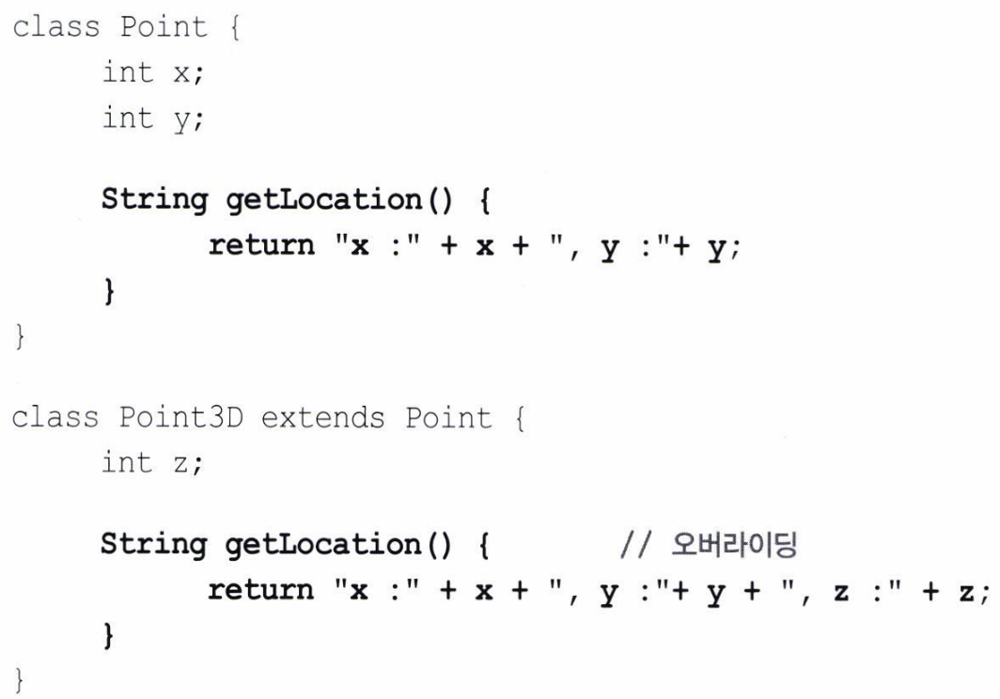 class Point {
int x;
int y;
String getLocation() {
return "x :" + x + ", y :"+ y;
}
}
class Point3D extends Point {
int z;
String getLocation() { // 오버라이딩
return "x :" + x + ", y :"+ y + ", z :" + z;
}
}